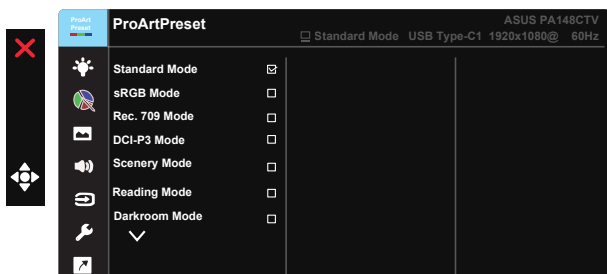 ProArt
Preset
ProArtPreset
ASUS PA148CTV
Standard Mode USB Type-C1 1920x1080@ 60Hz
Standard Mode
sRGB Mode
Rec. 709 Mode
DCI-P3 Mode
Scenery Mode
Reading Mode
Darkroom Mode